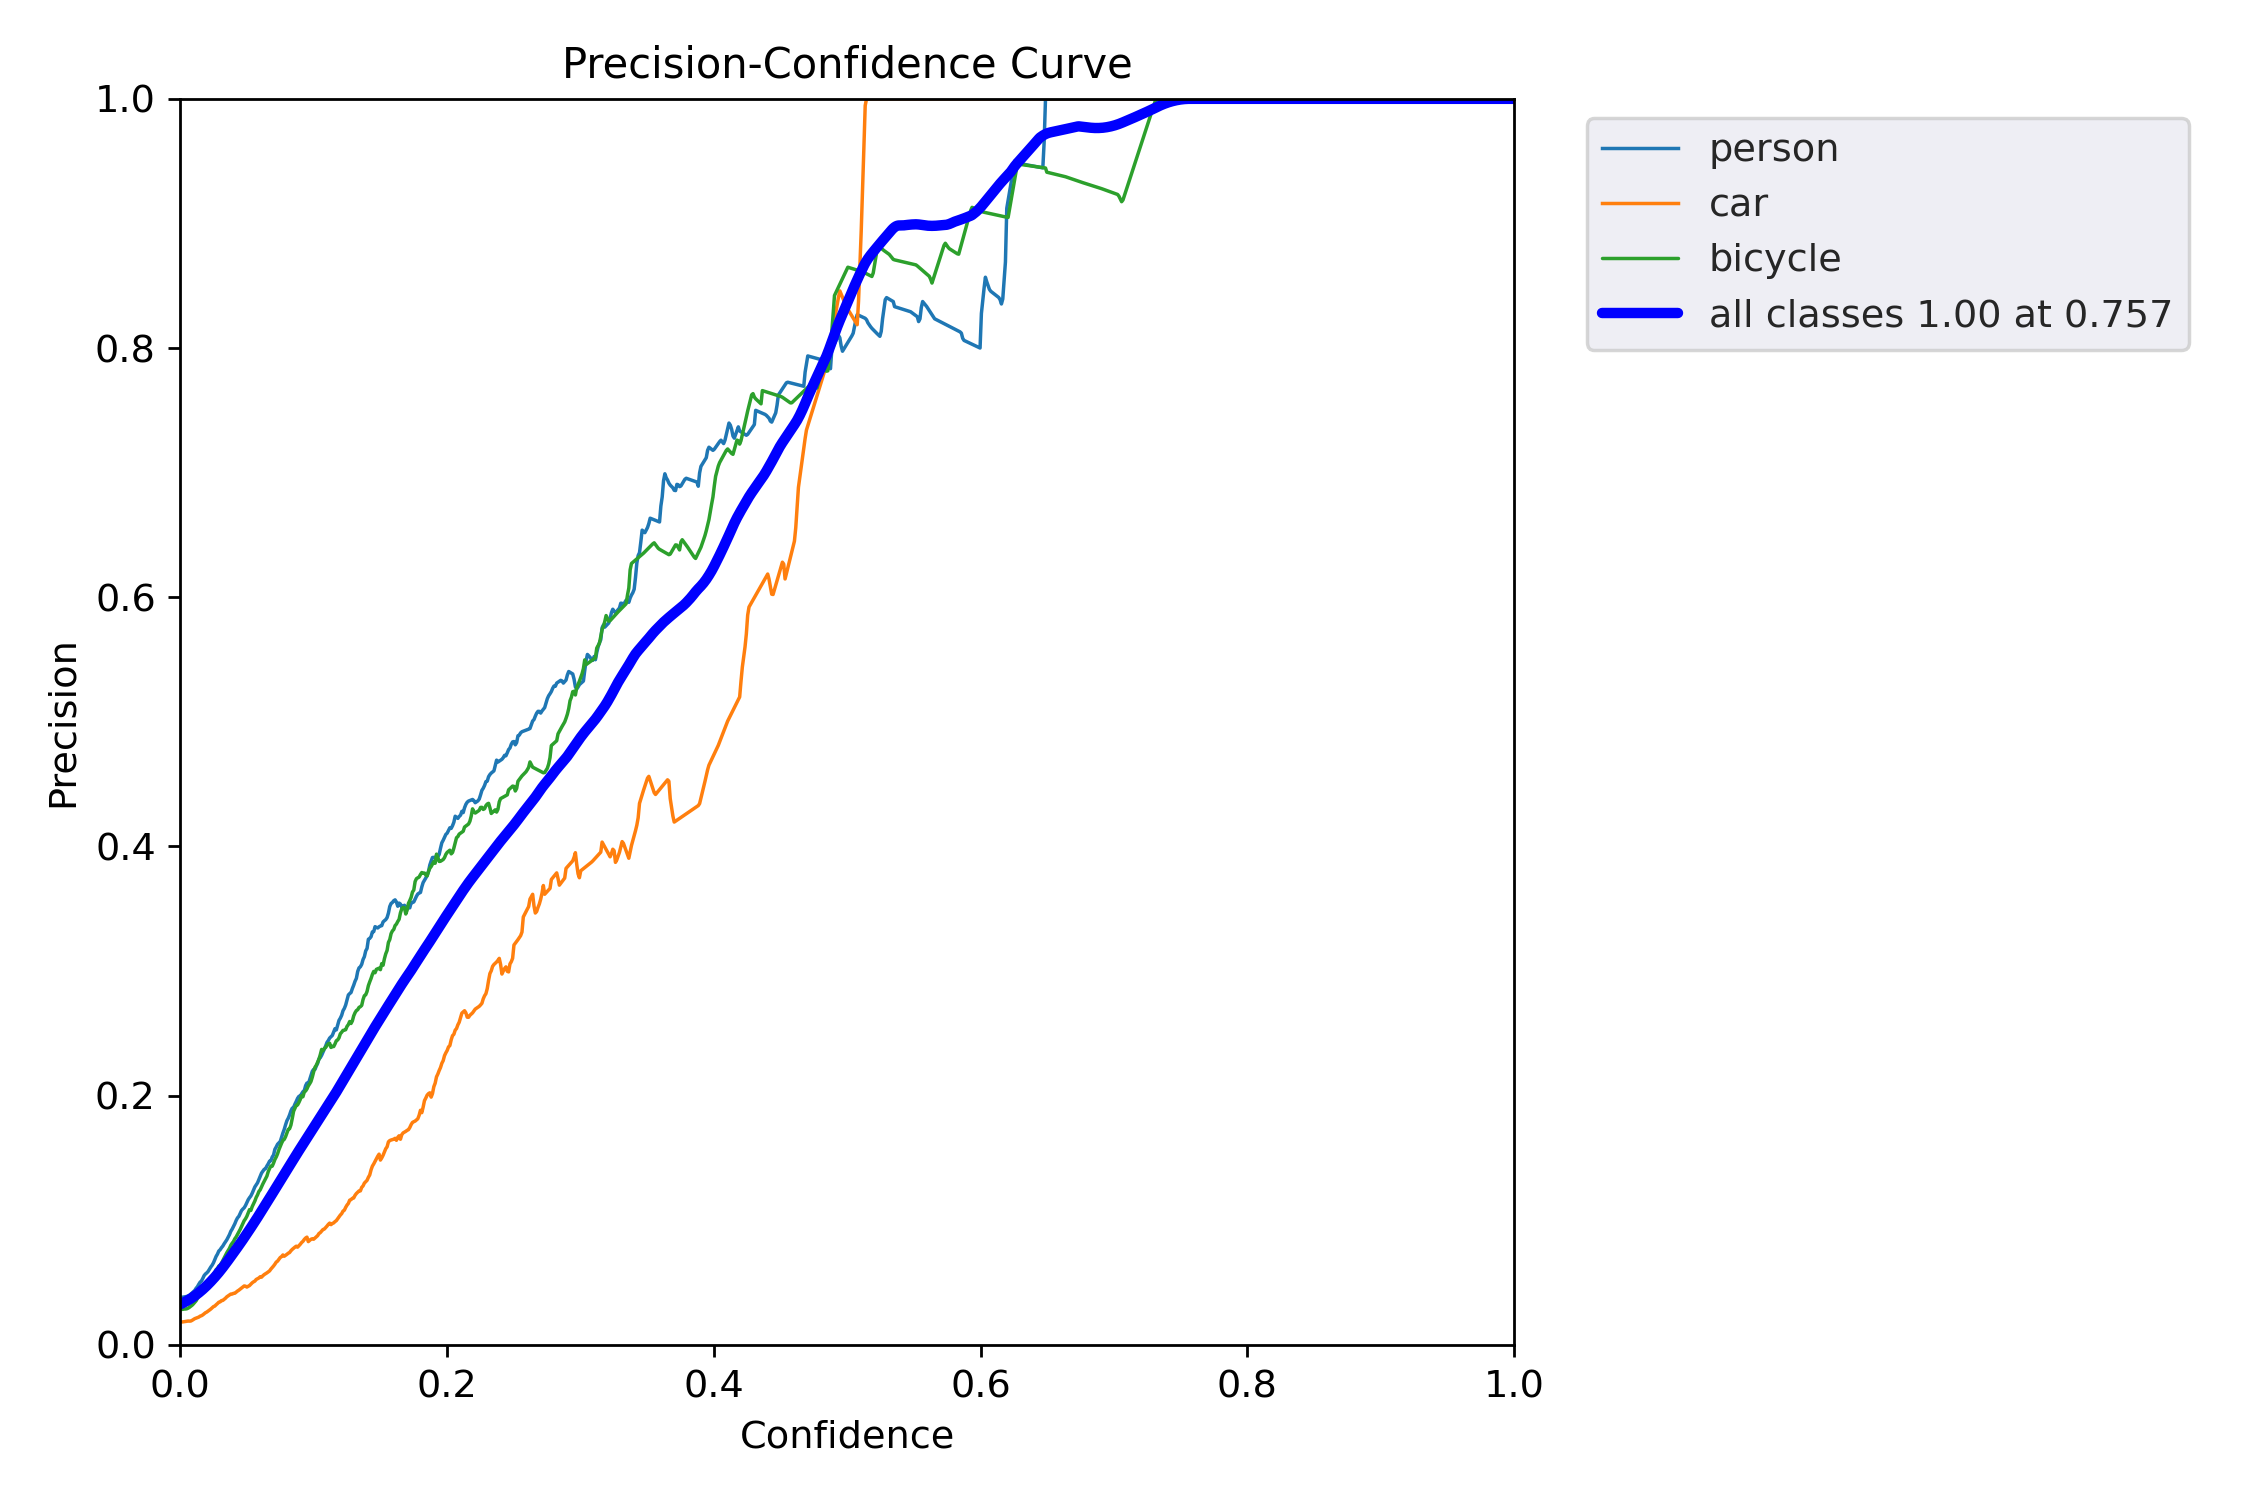 Precision-Confidence Curve
1.0
0.8
0.6
0.4
0.2
0.0
Precision
0.0 0.2 0.4 0.6 0.8 1.0
Confidence
person
car
bicycle
all classes 1.00 at 0.757